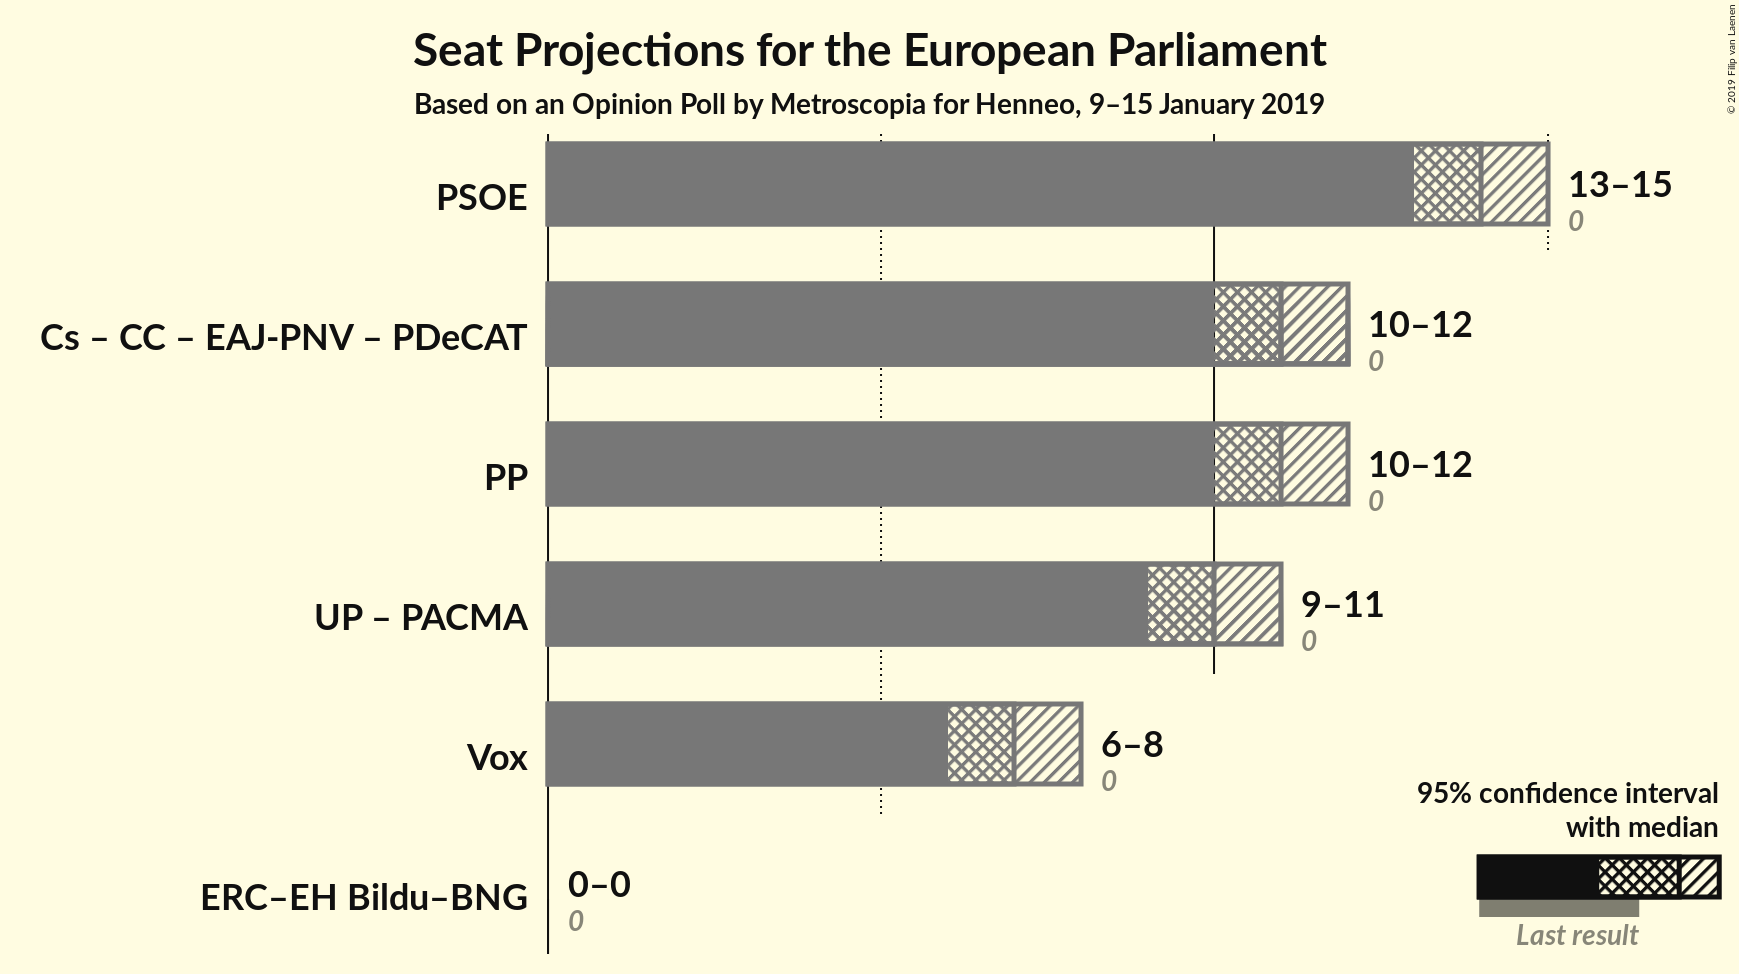 Seat Projections for the European Parliament
Based on an Opinion Poll by Metroscopia for Henneo, 9–15 January 2019
© 2019 Filip van Laenen
PSOE
13–15
0
Cs – CC – EAJ-PNV – PDeCAT
10–12
0
PP
10–12
0
UP – PACMA
9–11
0
Vox
6–8
0
ERC–EH Bildu–BNG
0–0
0
95% confidence interval
with median
Last result